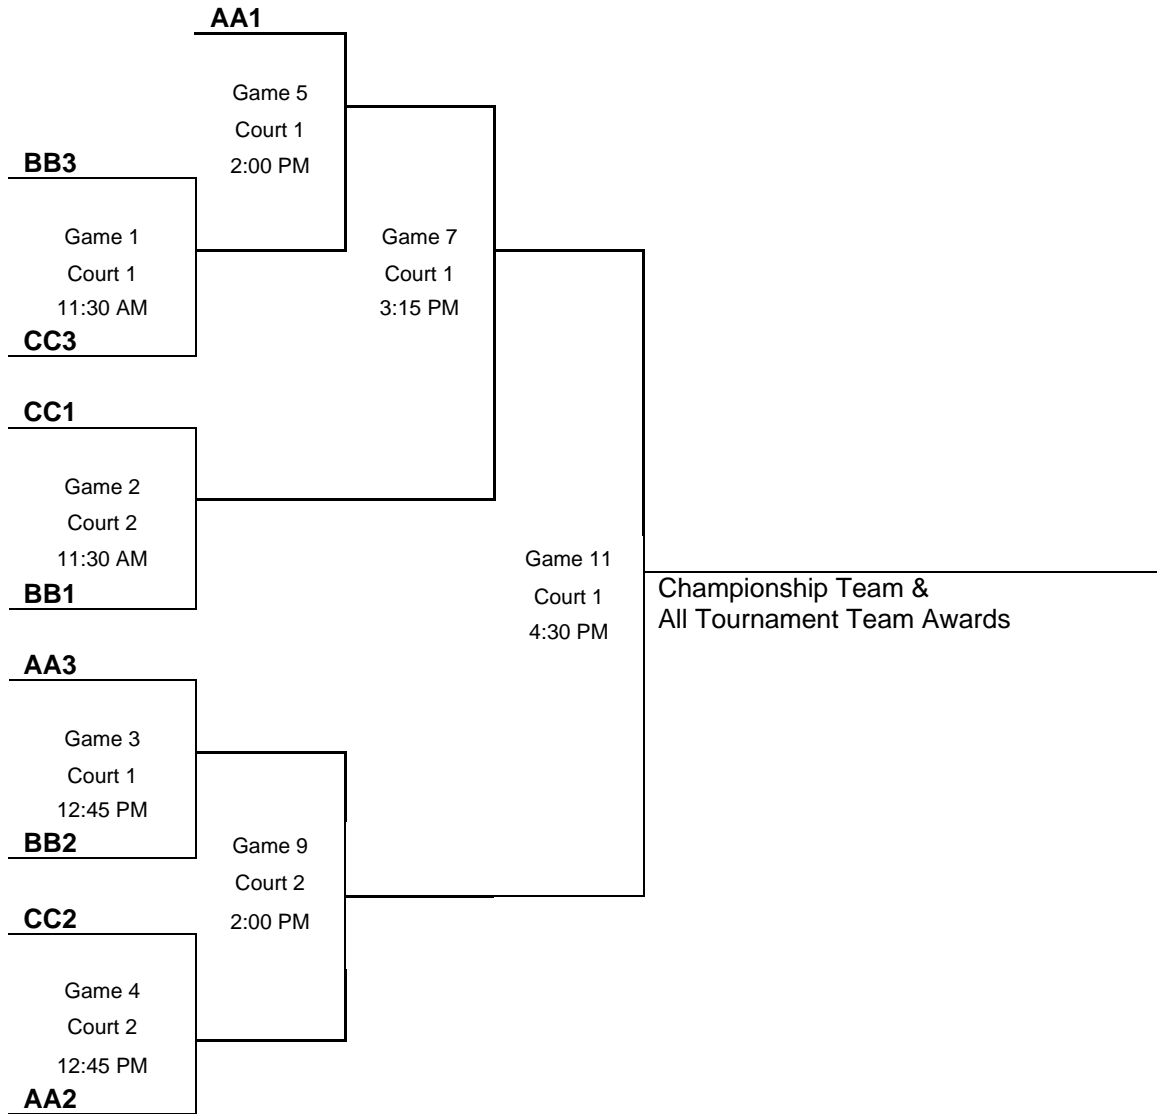 AA1
Game 5
Court 1
2:00 PM
BB3
Game 1
Court 1
11:30 AM
CC3
Game 7
Court 1
3:15 PM
CC1
Game 2
Court 2
11:30 AM
BB1
Game 11
Court 1
4:30 PM
Championship Team &
All Tournament Team Awards
AA3
Game 3
Court 1
12:45 PM
BB2
Game 9
Court 2
2:00 PM
CC2
Game 4
Court 2
12:45 PM
AA2